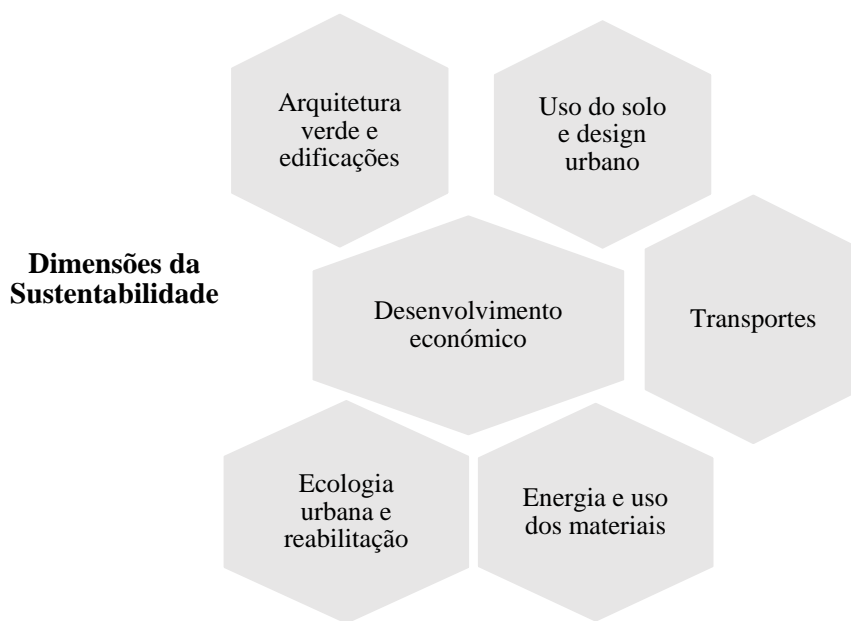 Arquitetura
verde e
edificações
Uso do solo
e design
urbano
Dimensões da
Sustentabilidade
Desenvolvimento
económico
Transportes
Ecologia
urbana e
reabilitação
Energia e uso
dos materiais